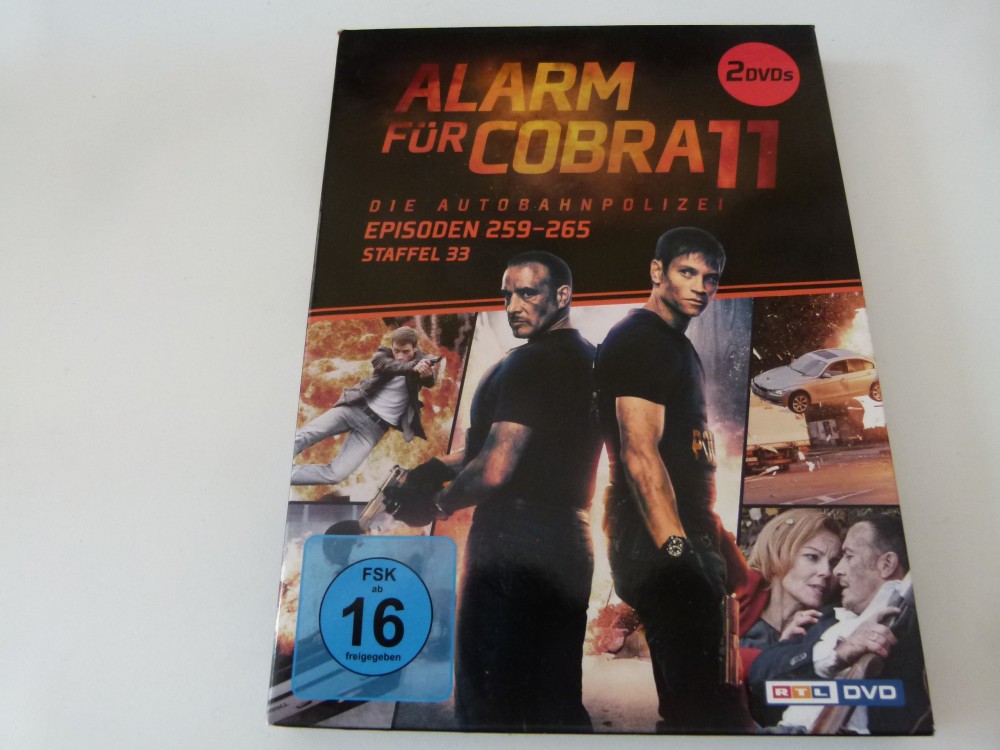 2DVDs
ALARM
FÜR COBRA 11
DIE AUTOBAHNPOLIZEI
EPISODEN 259–265
STAFFEL 33
FSK
ab
16
freigegeben
RTL DVD